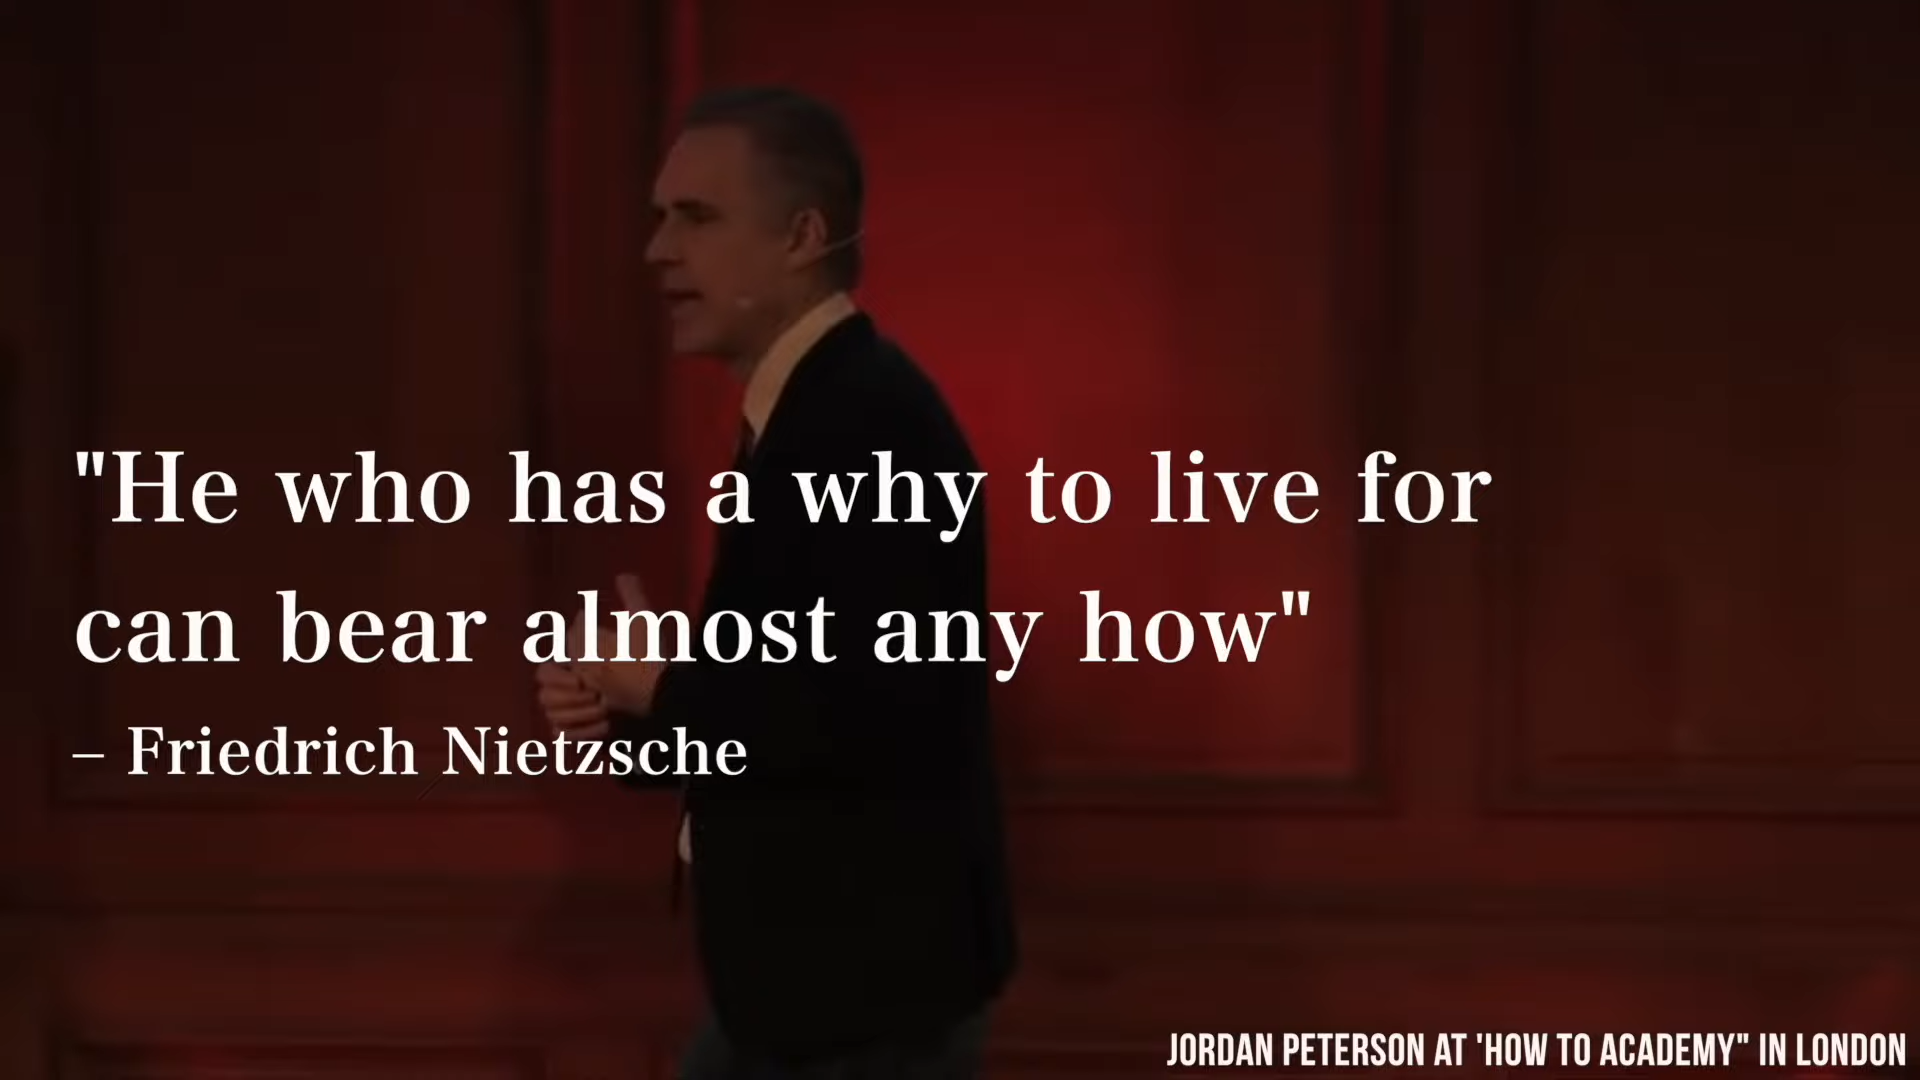 "He who has a why to live for
can bear almost any how"
– Friedrich Nietzsche
JORDAN PETERSON AT 'HOW TO ACADEMY" IN LONDON